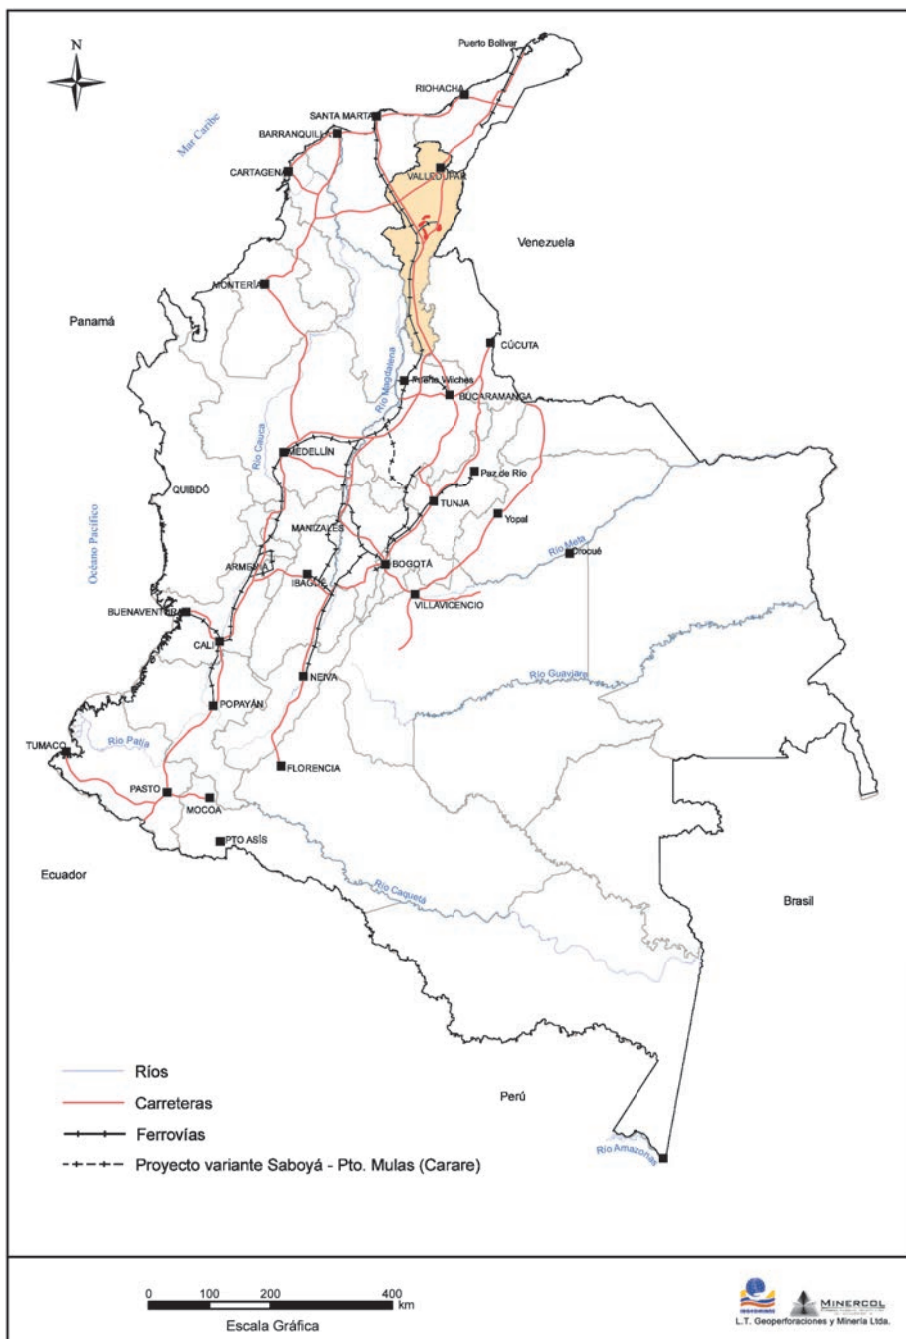 N
Puerto Bolívar
RIOHACHA
SANTA MARTA
BARRANQUILLA
Mar Caribe
CARTAGENA
VALLEDUPAR
Venezuela
MONTERÍA
Panamá
CÚCUTA
Río Magdalena
Puerto Wilches
BUCARAMANGA
Río Cauca
MEDELLÍN
Paz de Río
QUIBDÓ
TUNJA
Yopal
Océano Pacífico
MANIZALES
Río Meta
Orocué
ARMENIA
BOGOTÁ
IBAGUÉ
VILLAVICENCIO
BUENAVENTURA
CALI
Río Guaviare
NEIVA
POPAYÁN
TUMACO
Río Patía
FLORENCIA
PASTO
MOCOA
PTO ASÍS
Ecuador
Río Caquetá
Brasil
Perú
Río Amazonas
Ríos
Carreteras
Ferrovías
Proyecto variante Saboyá - Pto. Mulas (Carare)
0 100 200 400
km
Escala Gráfica
INGEOMINAS
MINERCOL
L.T. Geoperforaciones y Minería Ltda.